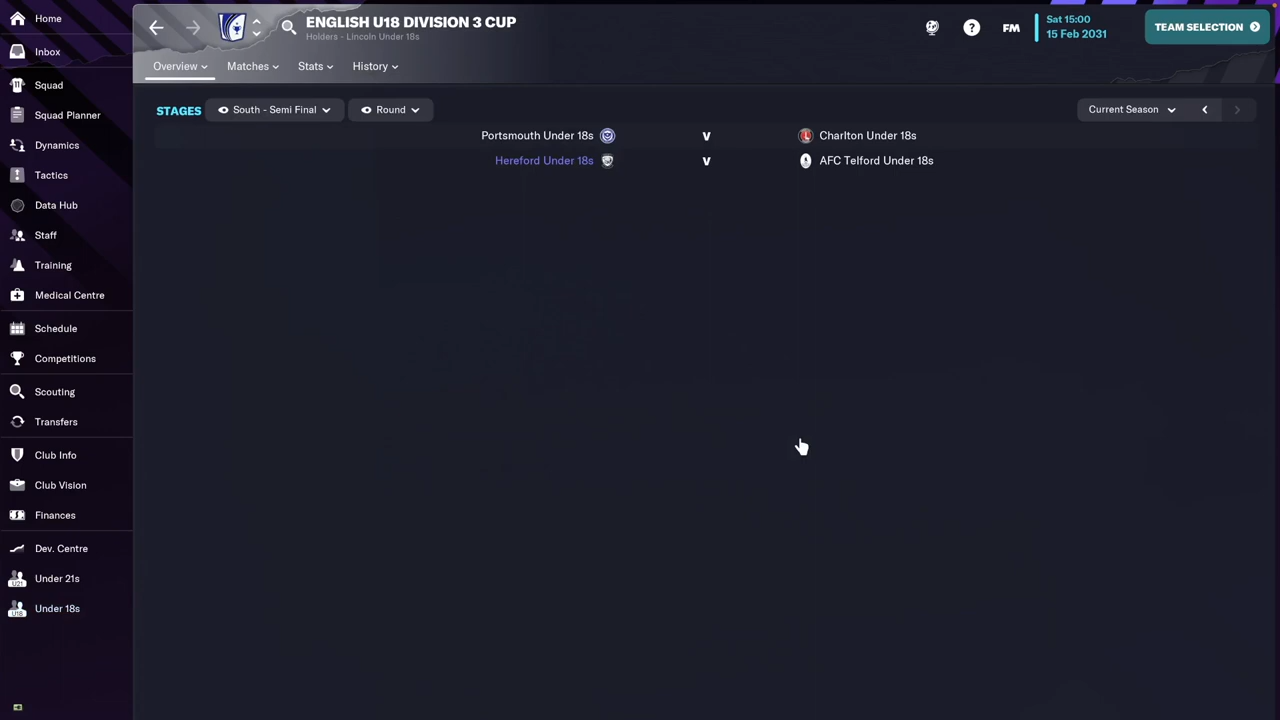 Home
Inbox
Squad
Squad Planner
Dynamics
Tactics
Data Hub
Staff
Training
Medical Centre
Schedule
Competitions
Scouting
Transfers
Club Info
Club Vision
Finances
Dev. Centre
U21 Under 21s
U18 Under 18s
ENGLISH U18 DIVISION 3 CUP
Holders - Lincoln Under 18s
? FM
Sat 15:00
15 Feb 2031
TEAM SELECTION
Overview Matches Stats History
STAGES South - Semi Final Round Current Season
Portsmouth Under 18s v Charlton Under 18s
Hereford Under 18s v AFC Telford Under 18s